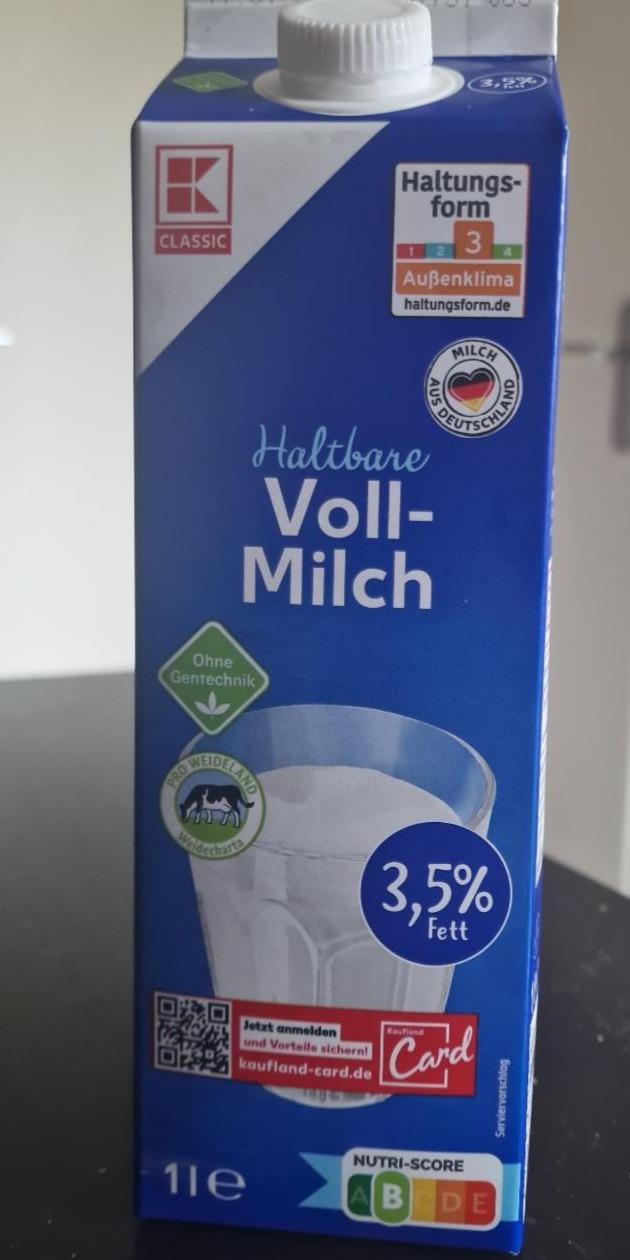 3,5%
Fett
K
CLASSIC
Haltungs-
form
1 2 3 4
Außenklima
haltungsform.de
MILCH
AUS DEUTSCHLAND
Haltbare
Voll-
Milch
Ohne
GenTechnik
PRO WEIDELAND
Weidecharta
3,5%
Fett
Jetzt anmelden
und Vorteile sichern!
kaufland-card.de
Kaufland
Card
Serviervorschlag
1l e
NUTRI-SCORE
A B C D E